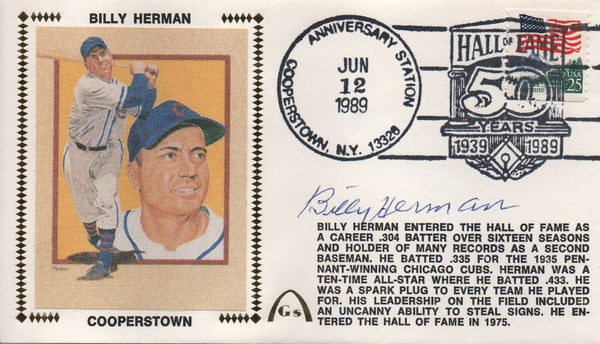 BILLY HERMAN
ANNIVERSARY STATION
JUN
12
1989
COOPERSTOWN, N.Y. 13326
HALL OF FAME
50
YEARS
1939 1989
USA
25
Billy Herman
BILLY HERMAN ENTERED THE HALL OF FAME AS
A CAREER .304 BATTER OVER SIXTEEN SEASONS
AND HOLDER OF MANY RECORDS AS A SECOND
BASEMAN. HE BATTED .335 FOR THE 1935 PEN-
NANT-WINNING CHICAGO CUBS. HERMAN WAS A
TEN-TIME ALL-STAR WHERE HE BATTED .433. HE
WAS A SPARK PLUG TO EVERY TEAM HE PLAYED
FOR. HIS LEADERSHIP ON THE FIELD INCLUDED
AN UNCANNY ABILITY TO STEAL SIGNS. HE EN-
TERED THE HALL OF FAME IN 1975.
Gs
COOPERSTOWN